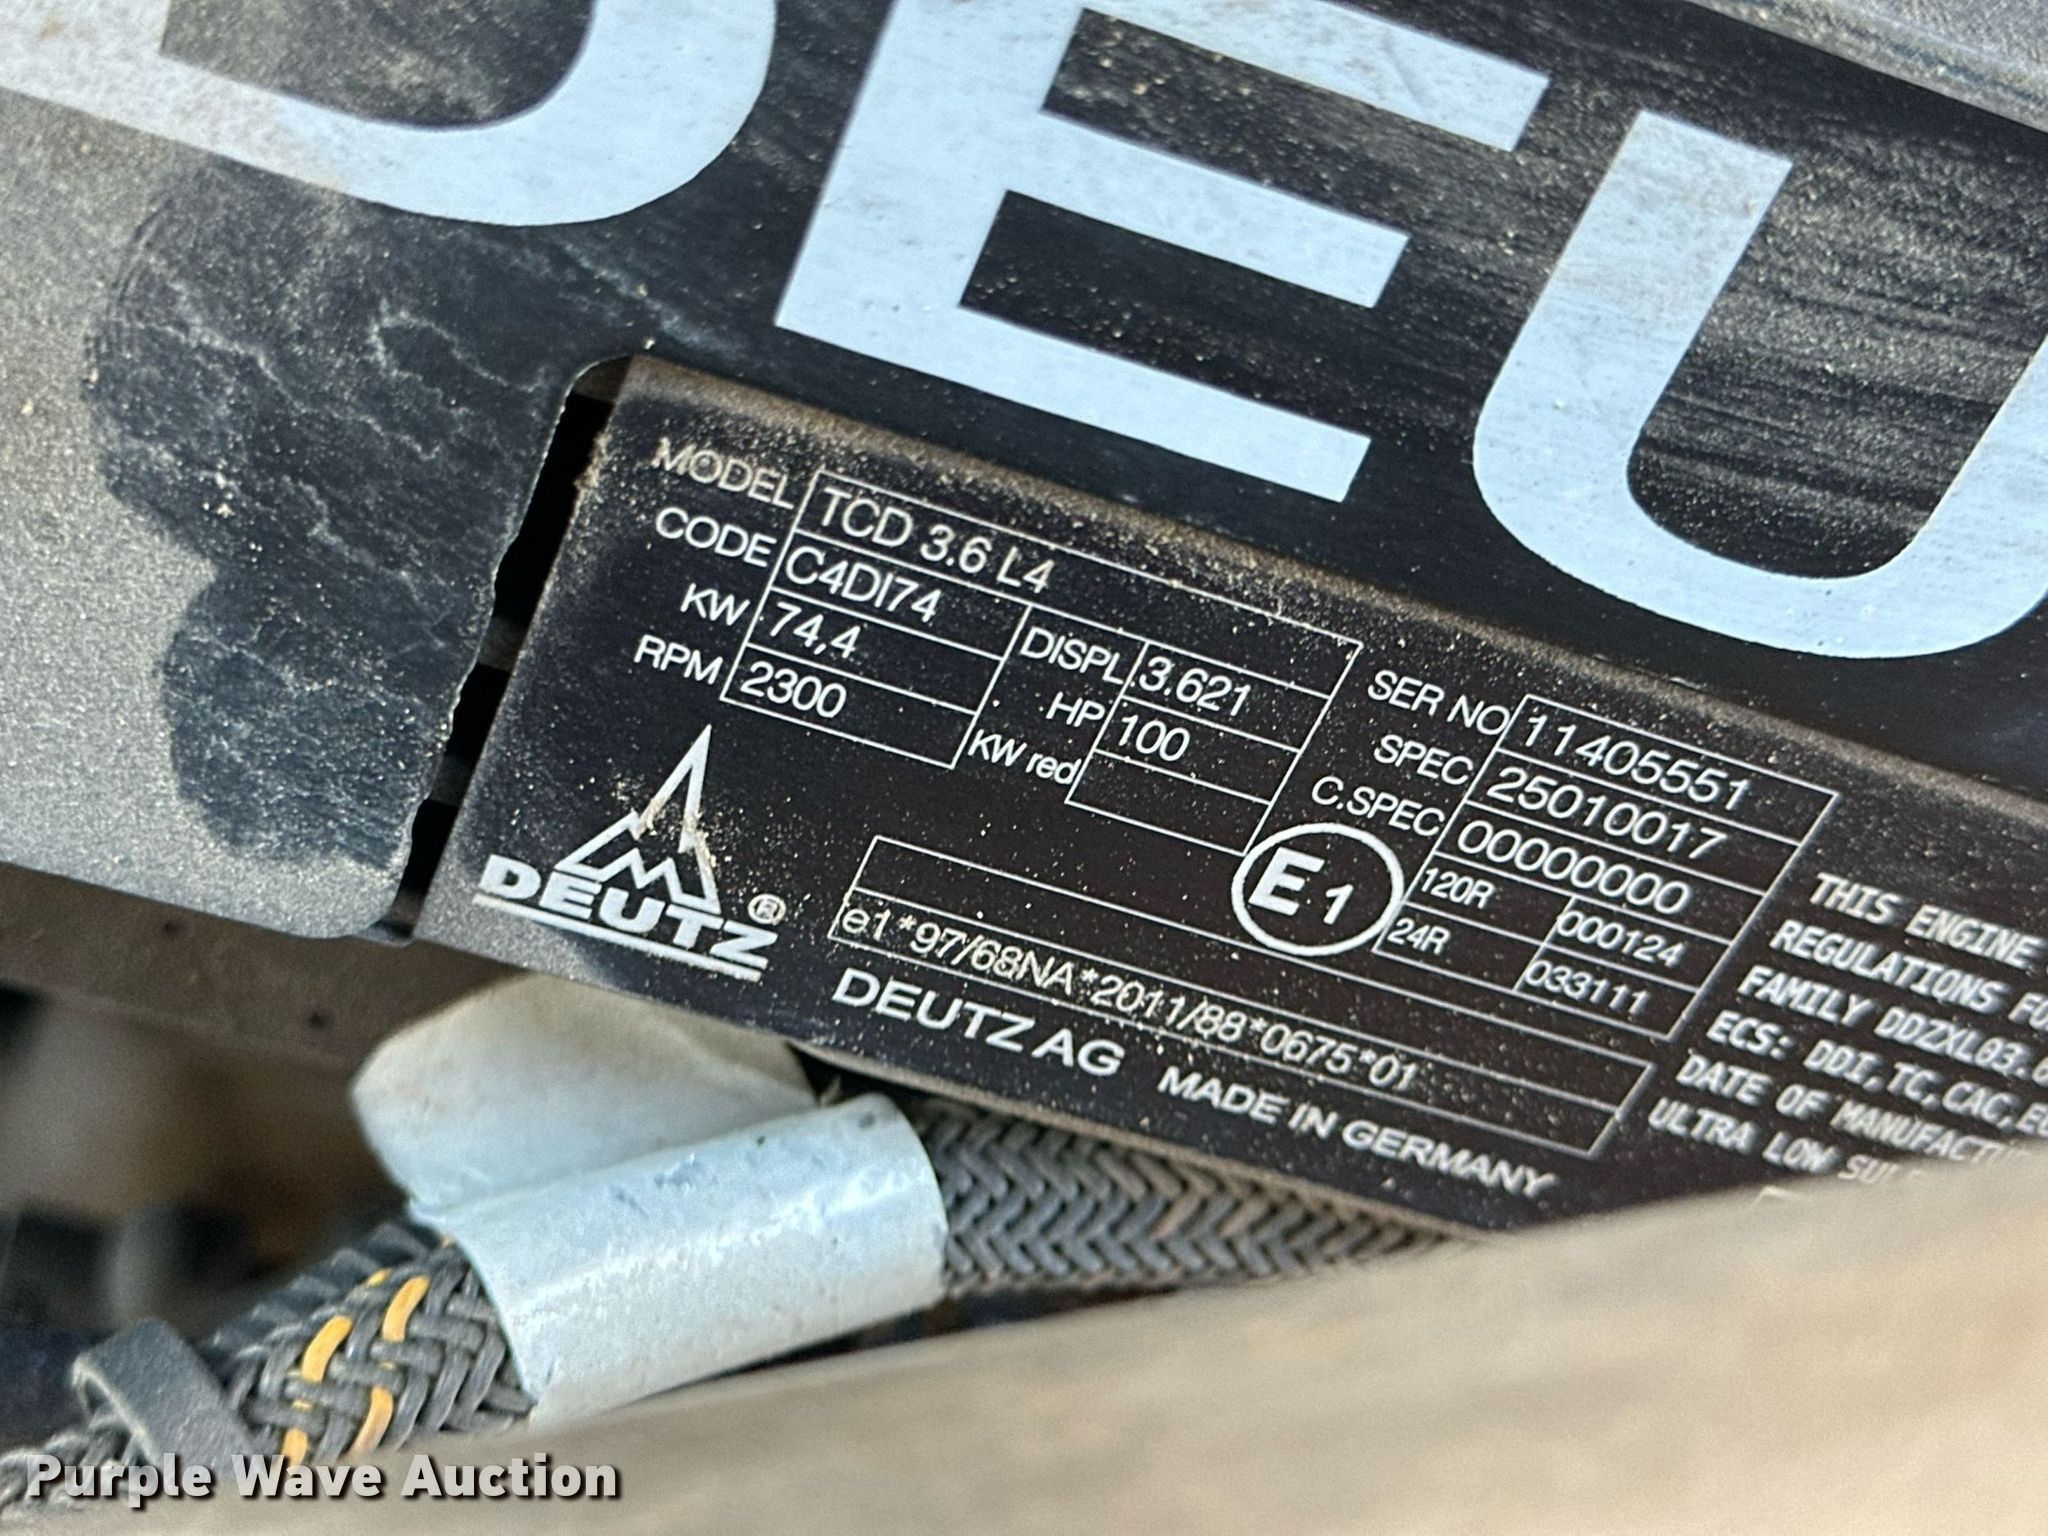 DEU
MODEL TCD 3.6 L4
CODE C4DI74 DISPL 3.621 SER NO 11405551
KW 74,4 HP 100 SPEC 25010017
RPM 2300 KW red C.SPEC 00000000
E1 120R 000124
24R 033111
DEUTZ ®
e1*97/68NA*2011/88*0675*01
DEUTZ AG MADE IN GERMANY
THIS ENGINE
REGULATIONS FO
FAMILY DDZXL03.6
ECS: DDI,TC,CAC,EG
DATE OF MANUFACTU
ULTRA LOW SUL
Purple Wave Auction